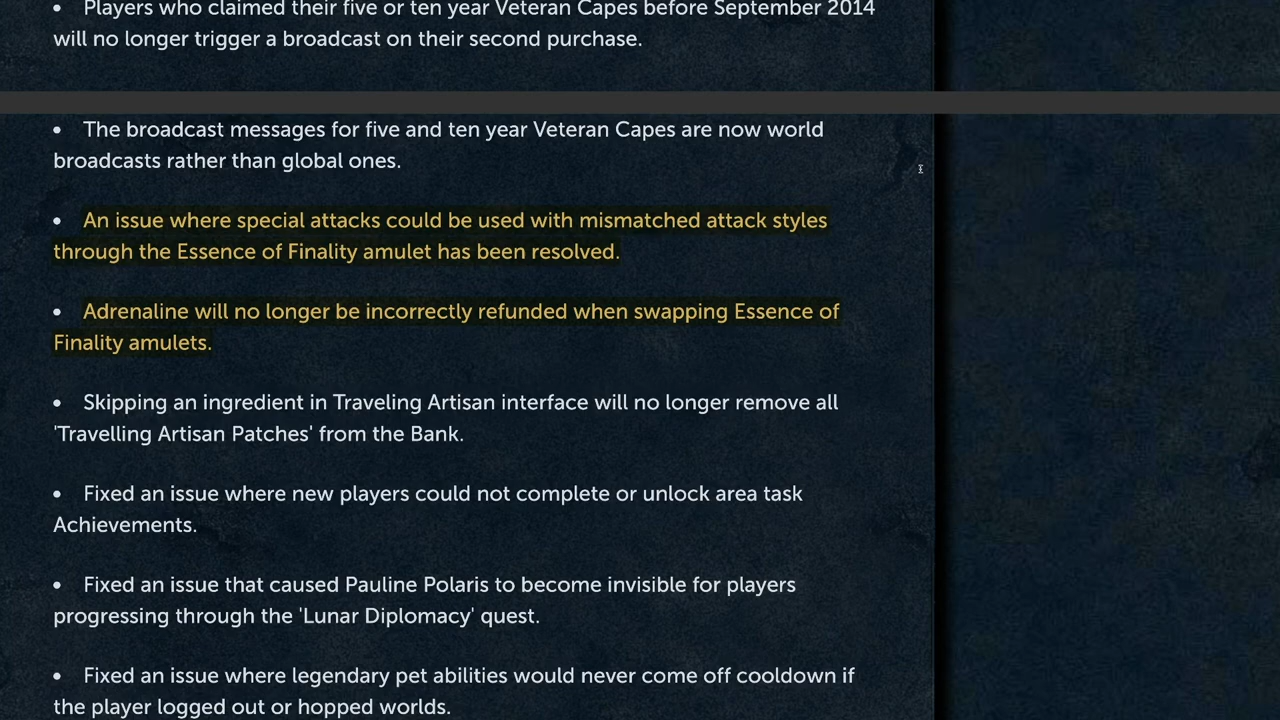 • Players who claimed their five or ten year Veteran Capes before September 2014
will no longer trigger a broadcast on their second purchase.
• The broadcast messages for five and ten year Veteran Capes are now world
broadcasts rather than global ones.
• An issue where special attacks could be used with mismatched attack styles
through the Essence of Finality amulet has been resolved.
• Adrenaline will no longer be incorrectly refunded when swapping Essence of
Finality amulets.
• Skipping an ingredient in Traveling Artisan interface will no longer remove all
'Travelling Artisan Patches' from the Bank.
• Fixed an issue where new players could not complete or unlock area task
Achievements.
• Fixed an issue that caused Pauline Polaris to become invisible for players
progressing through the 'Lunar Diplomacy' quest.
• Fixed an issue where legendary pet abilities would never come off cooldown if
the player logged out or hopped worlds.